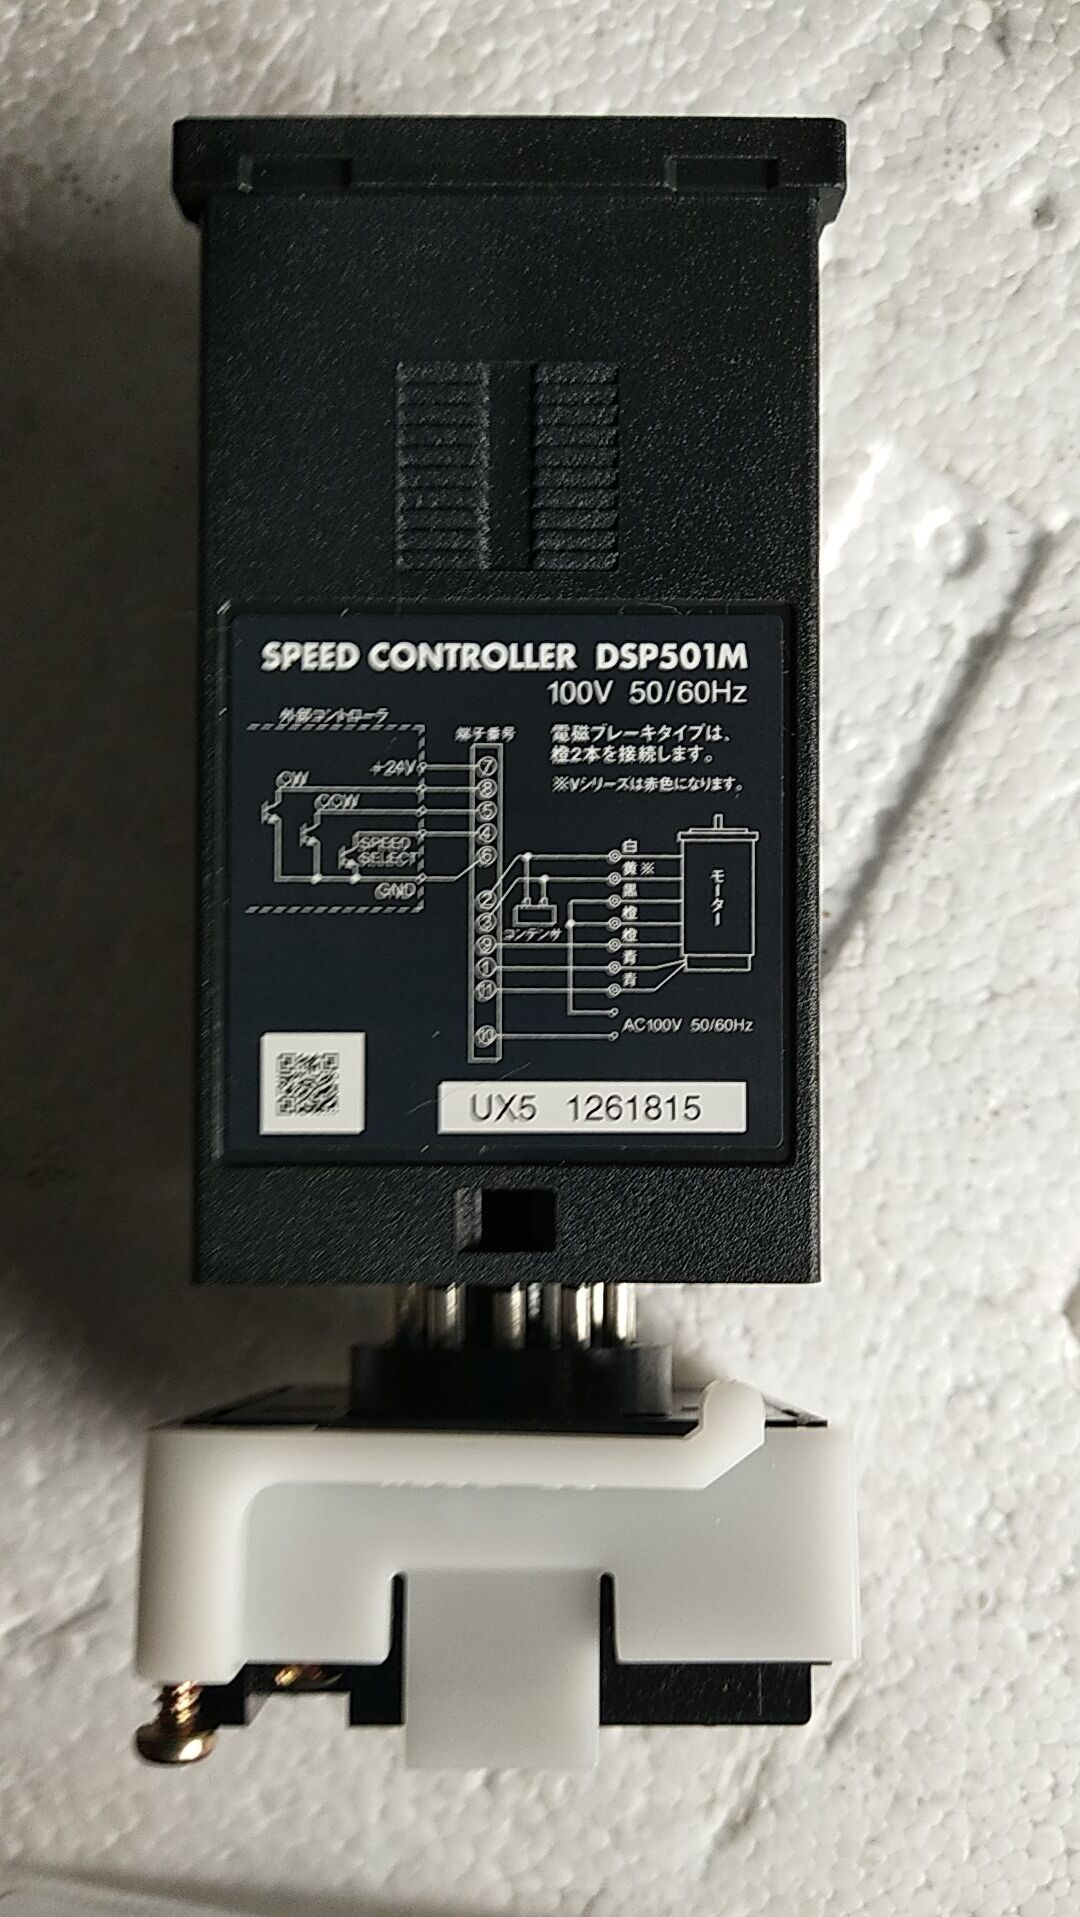 SPEED CONTROLLER DSP501M
100V 50/60Hz
外部コントローラ
端子番号
電磁ブレーキタイプは、
橙2本を接続します。
※Vシリーズは赤色になります。
+24V
CW
CCW
SPEED
SELECT
GND
⑦
⑧
⑤
④
⑥
②
③
⑨
①
⑪
⑩
コンデンサ
白
黄※
黒
橙
橙
青
青
モーター
AC100V 50/60Hz
UX5 1261815